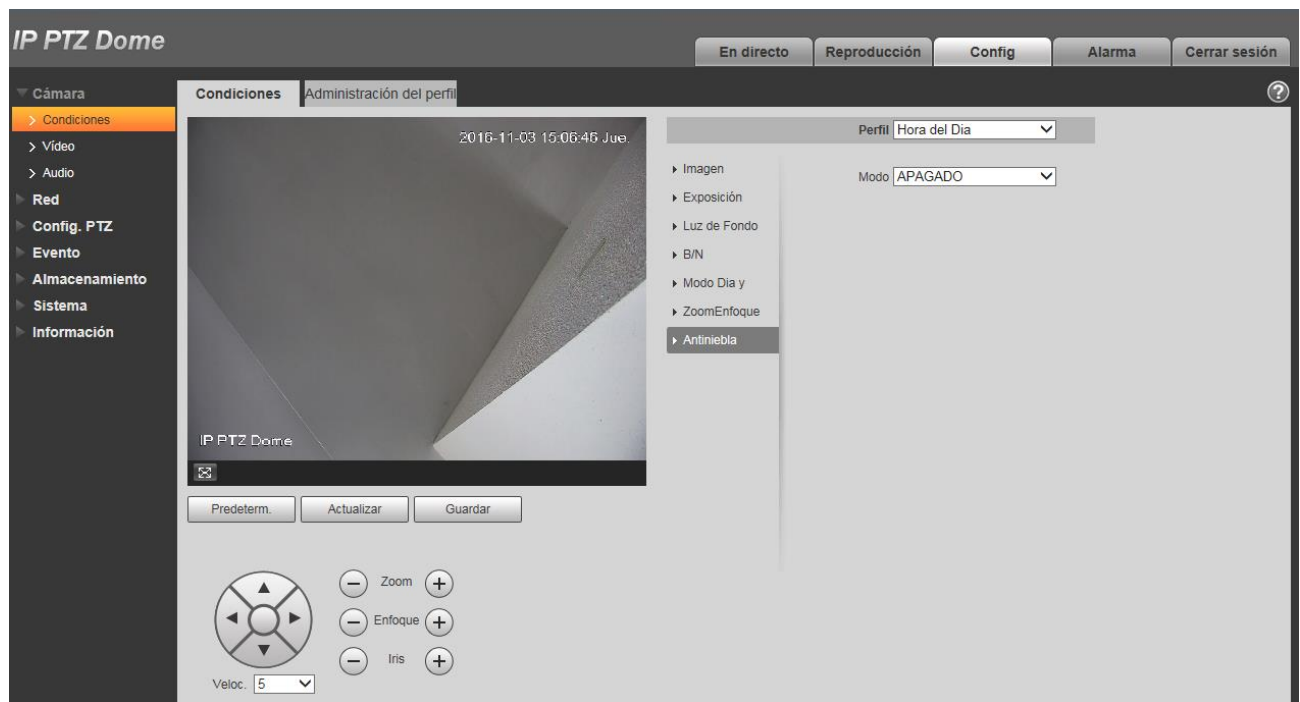 IP PTZ Dome
En directo
Reproducción
Config
Alarma
Cerrar sesión
Cámara
Condiciones
Vídeo
Audio
Red
Config. PTZ
Evento
Almacenamiento
Sistema
Información
Condiciones
Administración del perfil
?
2016-11-03 15:06:46 Jue.
IP PTZ Dome
Predeterm.
Actualizar
Guardar
Zoom
Enfoque
Iris
Veloc. 5
Perfil Hora del Dia
Imagen
Exposición
Luz de Fondo
B/N
Modo Dia y
ZoomEnfoque
Antiniebla
Modo APAGADO